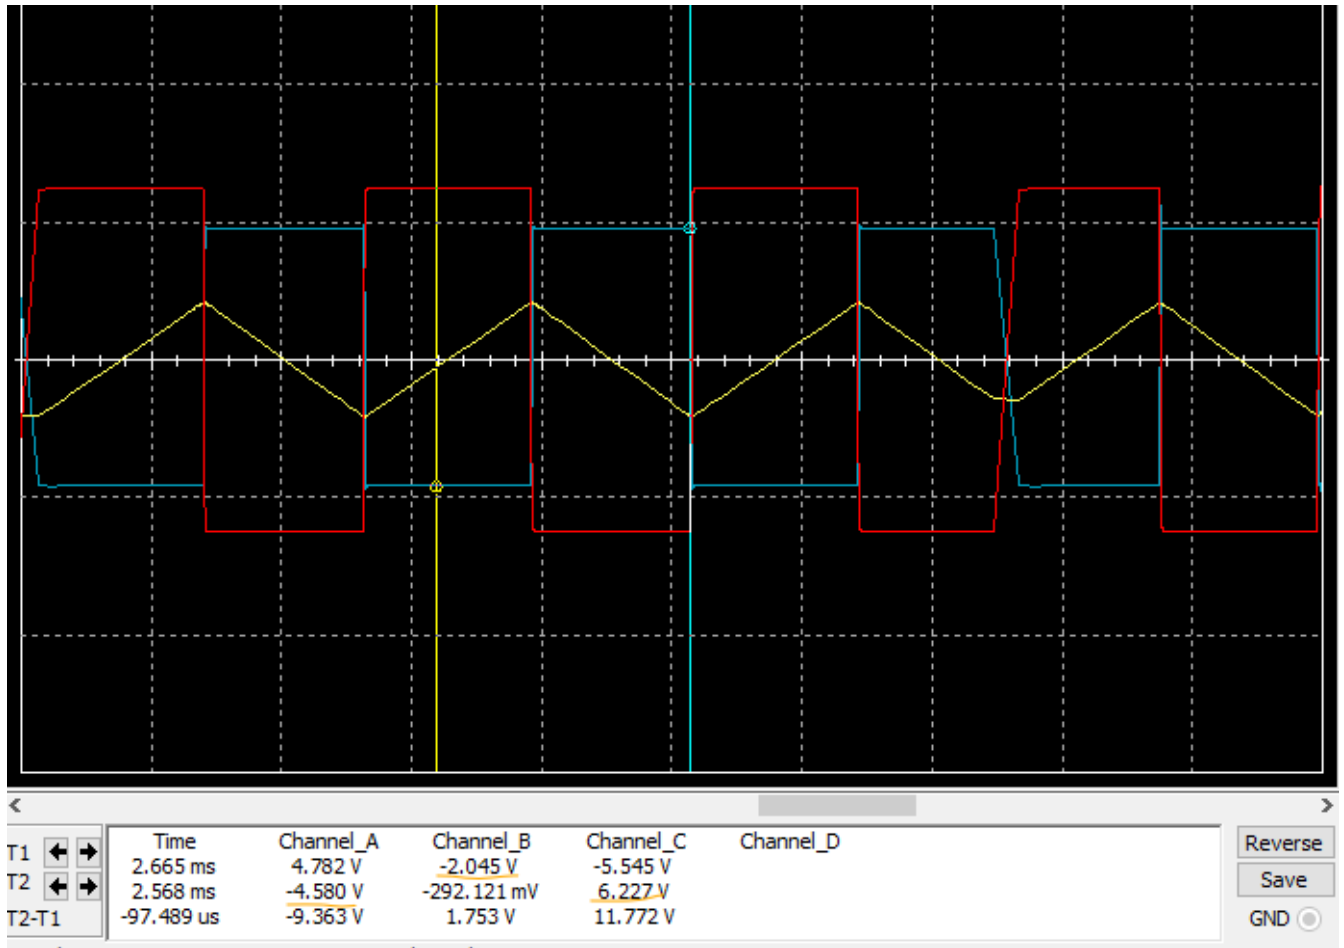 Time Channel_A Channel_B Channel_C Channel_D
T1 2.665 ms 4.782 V -2.045 V -5.545 V
T2 2.568 ms -4.580 V -292.121 mV 6.227 V
T2-T1 -97.489 us -9.363 V 1.753 V 11.772 V
Reverse
Save
GND